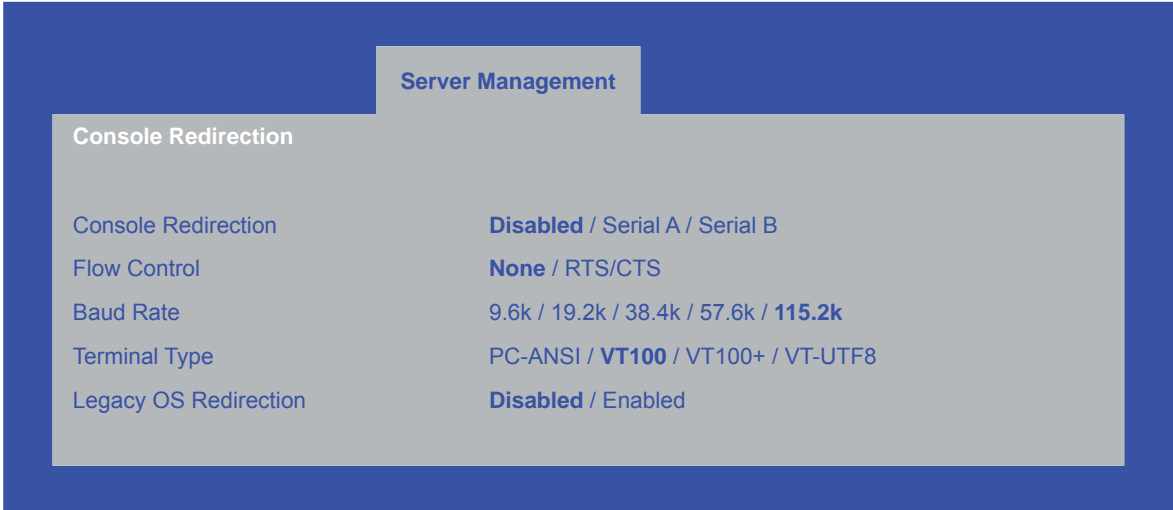 Server Management
Console Redirection
Console Redirection Disabled / Serial A / Serial B
Flow Control None / RTS/CTS
Baud Rate 9.6k / 19.2k / 38.4k / 57.6k / 115.2k
Terminal Type PC-ANSI / VT100 / VT100+ / VT-UTF8
Legacy OS Redirection Disabled / Enabled